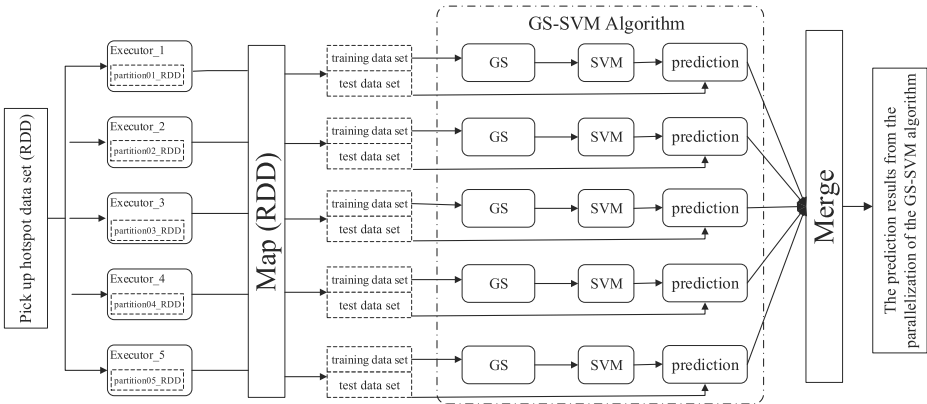 GS-SVM Algorithm
Pick up hotspot data set (RDD)
Executor_1
partition01_RDD
Executor_2
partition02_RDD
Executor_3
partition03_RDD
Executor_4
partition04_RDD
Executor_5
partition05_RDD
Map (RDD)
training data set
test data set
GS
SVM
prediction
training data set
test data set
GS
SVM
prediction
training data set
test data set
GS
SVM
prediction
training data set
test data set
GS
SVM
prediction
training data set
test data set
GS
SVM
prediction
Merge
The prediction results from the
parallelization of the GS-SVM algorithm